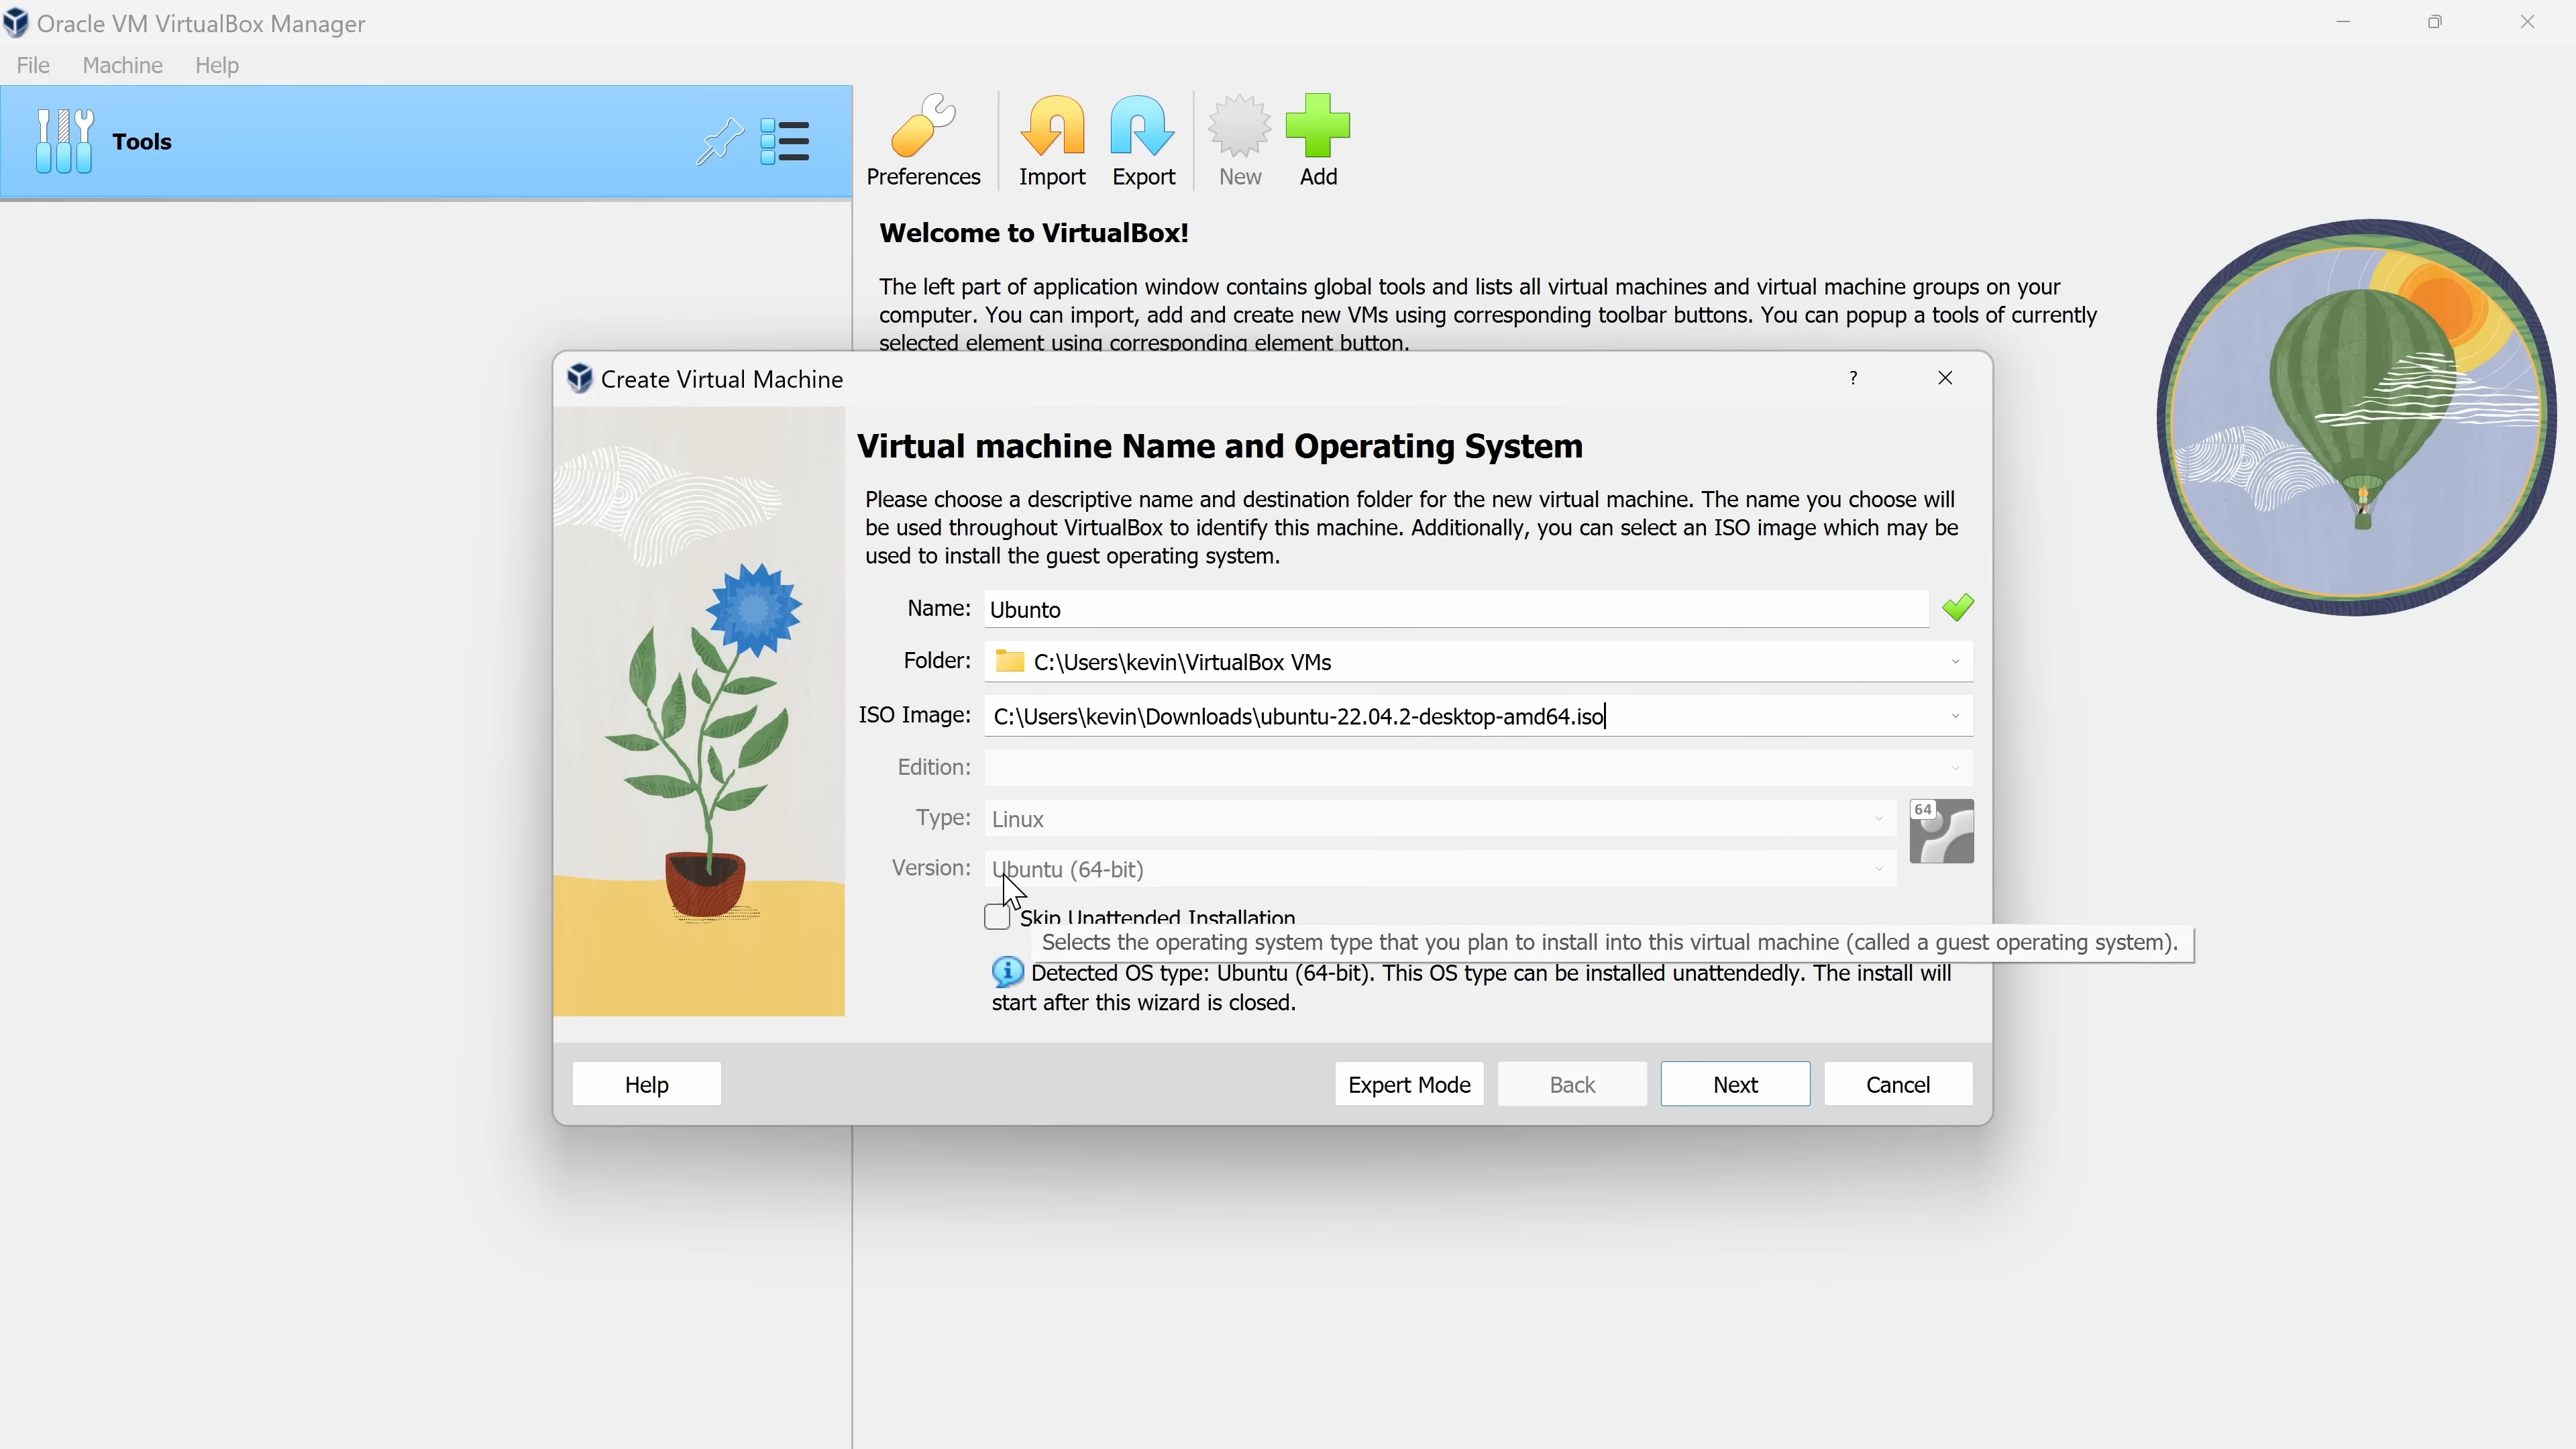 Oracle VM VirtualBox Manager
File Machine Help
Tools
Preferences Import Export New Add
Welcome to VirtualBox!
The left part of application window contains global tools and lists all virtual machines and virtual machine groups on your
computer. You can import, add and create new VMs using corresponding toolbar buttons. You can popup a tools of currently
selected element using corresponding element button.
Create Virtual Machine ?
Virtual machine Name and Operating System
Please choose a descriptive name and destination folder for the new virtual machine. The name you choose will
be used throughout VirtualBox to identify this machine. Additionally, you can select an ISO image which may be
used to install the guest operating system.
Name: Ubunto
Folder: C:\Users\kevin\VirtualBox VMs
ISO Image: C:\Users\kevin\Downloads\ubuntu-22.04.2-desktop-amd64.iso
Edition:
Type: Linux 64
Version: Ubuntu (64-bit)
Skip Unattended Installation
Selects the operating system type that you plan to install into this virtual machine (called a guest operating system).
Detected OS type: Ubuntu (64-bit). This OS type can be installed unattendedly. The install will
start after this wizard is closed.
Help Expert Mode Back Next Cancel